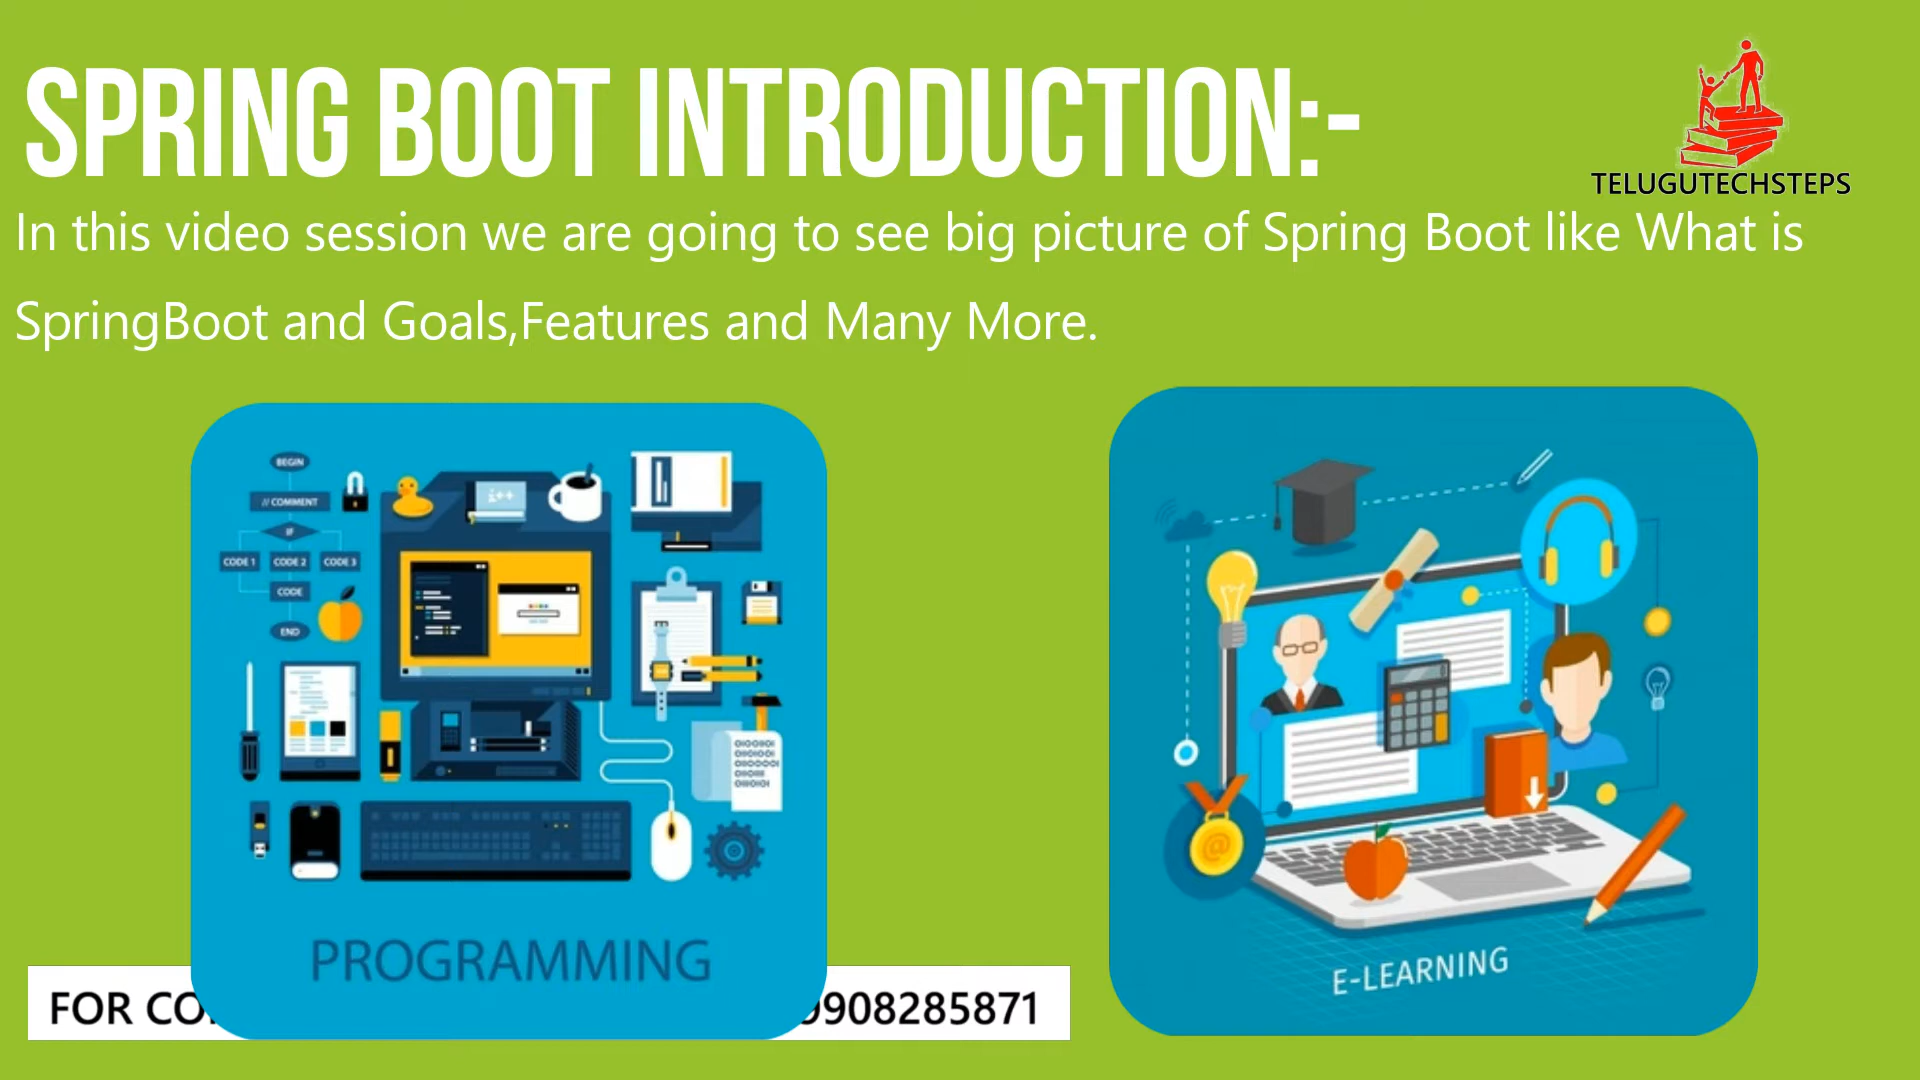 SPRING BOOT INTRODUCTION:-
TELUGUTECHSTEPS
In this video session we are going to see big picture of Spring Boot like What is
SpringBoot and Goals,Features and Many More.
BEGIN
// COMMENT
IF
CODE 1 CODE 2 CODE 3
CODE
END
PROGRAMMING
E-LEARNING
FOR
908285871